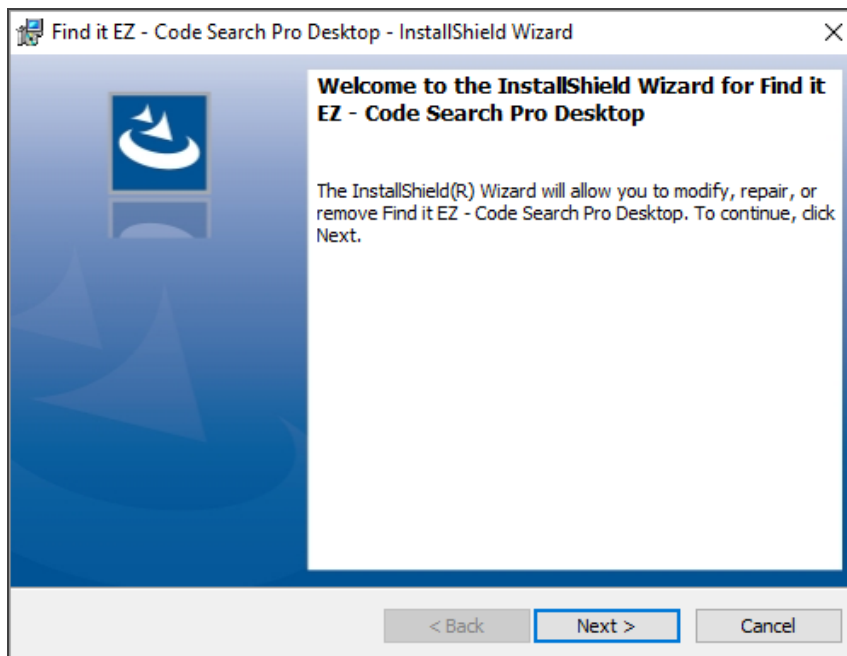 Find it EZ - Code Search Pro Desktop - InstallShield Wizard
Welcome to the InstallShield Wizard for Find it
EZ - Code Search Pro Desktop
The InstallShield(R) Wizard will allow you to modify, repair, or
remove Find it EZ - Code Search Pro Desktop. To continue, click
Next.
< Back Next > Cancel